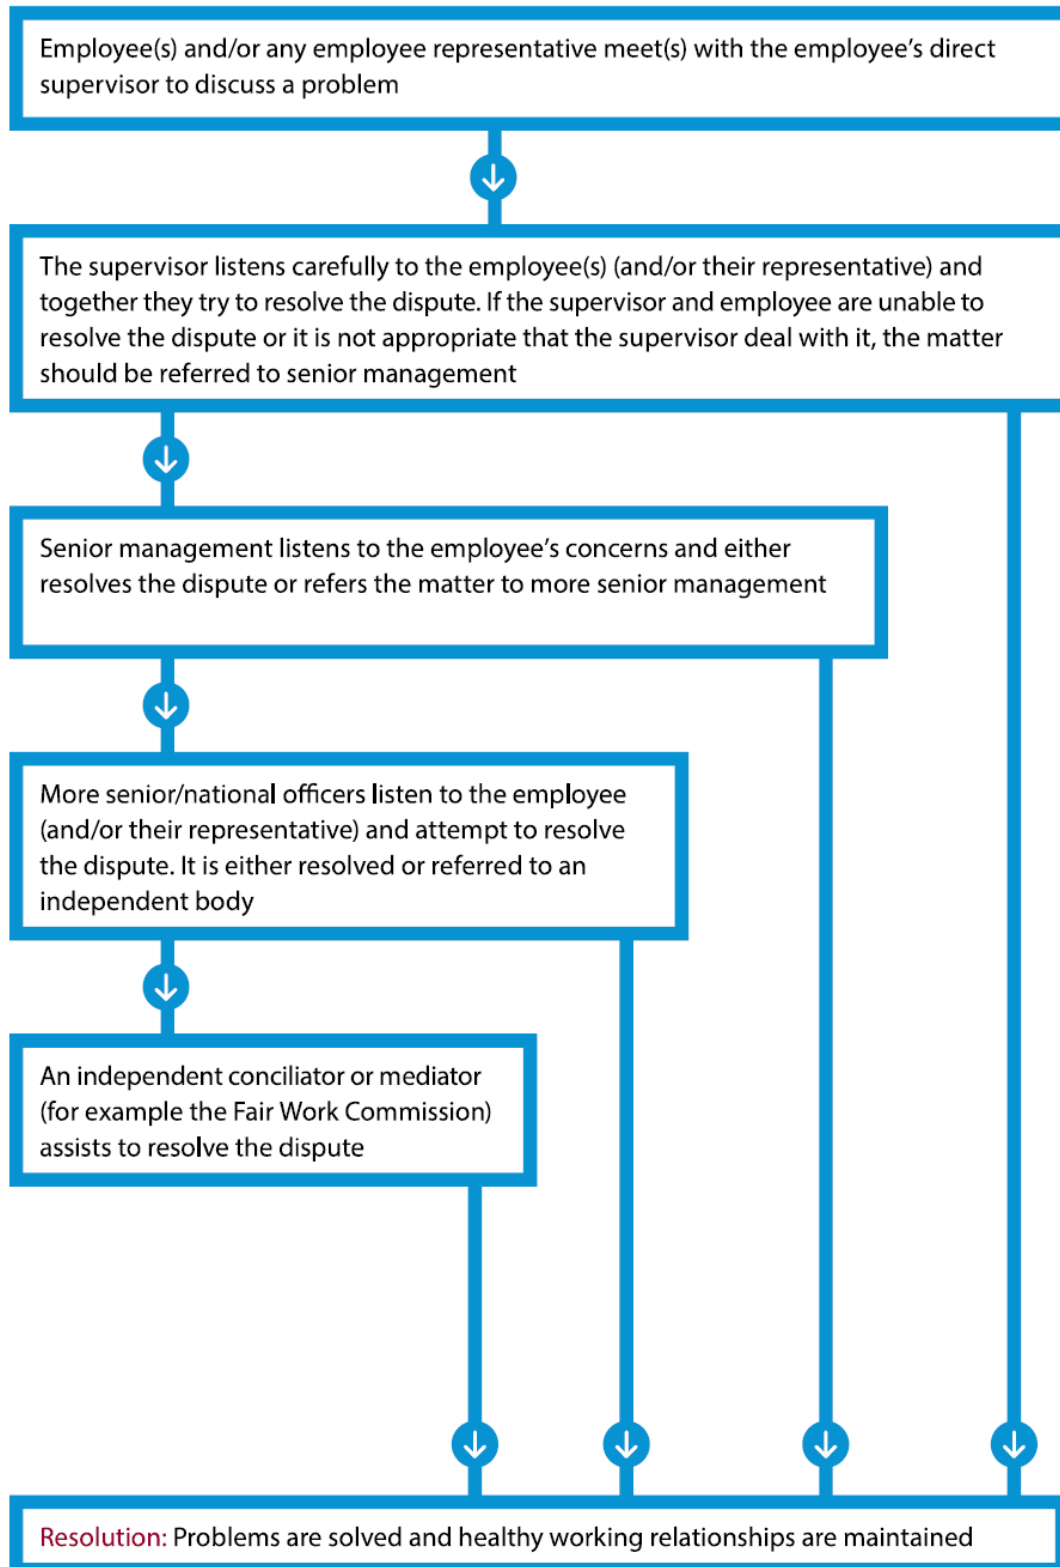 Employee(s) and/or any employee representative meet(s) with the employee’s direct
supervisor to discuss a problem
The supervisor listens carefully to the employee(s) (and/or their representative) and
together they try to resolve the dispute. If the supervisor and employee are unable to
resolve the dispute or it is not appropriate that the supervisor deal with it, the matter
should be referred to senior management
Senior management listens to the employee’s concerns and either
resolves the dispute or refers the matter to more senior management
More senior/national officers listen to the employee
(and/or their representative) and attempt to resolve
the dispute. It is either resolved or referred to an
independent body
An independent conciliator or mediator
(for example the Fair Work Commission)
assists to resolve the dispute
Resolution: Problems are solved and healthy working relationships are maintained